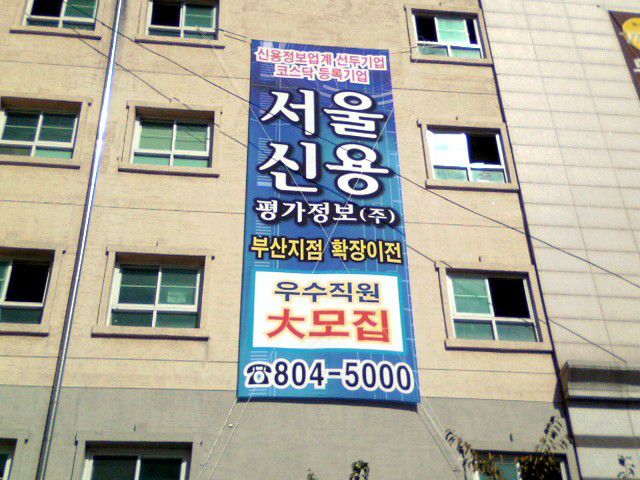 신용정보업계 선두기업
코스닥 등록기업
서울
신용
평가정보(주)
부산지점 확장이전
우수직원
大모집
☎804-5000